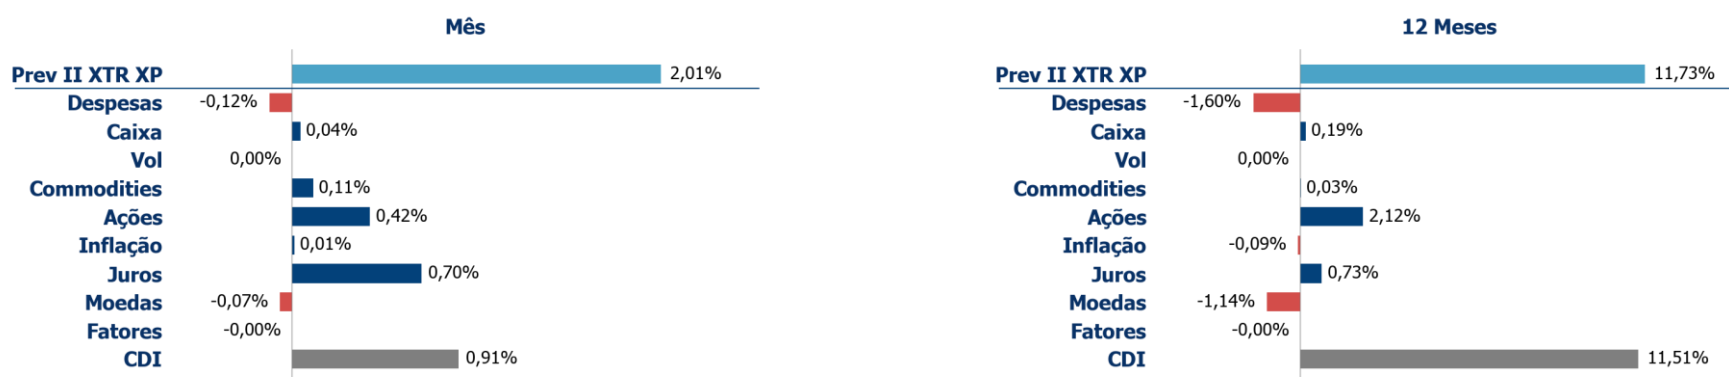 Mês
Prev II XTR XP 2,01%
Despesas -0,12%
Caixa 0,04%
Vol 0,00%
Commodities 0,11%
Ações 0,42%
Inflação 0,01%
Juros 0,70%
Moedas -0,07%
Fatores -0,00%
CDI 0,91%
12 Meses
Prev II XTR XP 11,73%
Despesas -1,60%
Caixa 0,19%
Vol 0,00%
Commodities 0,03%
Ações 2,12%
Inflação -0,09%
Juros 0,73%
Moedas -1,14%
Fatores -0,00%
CDI 11,51%